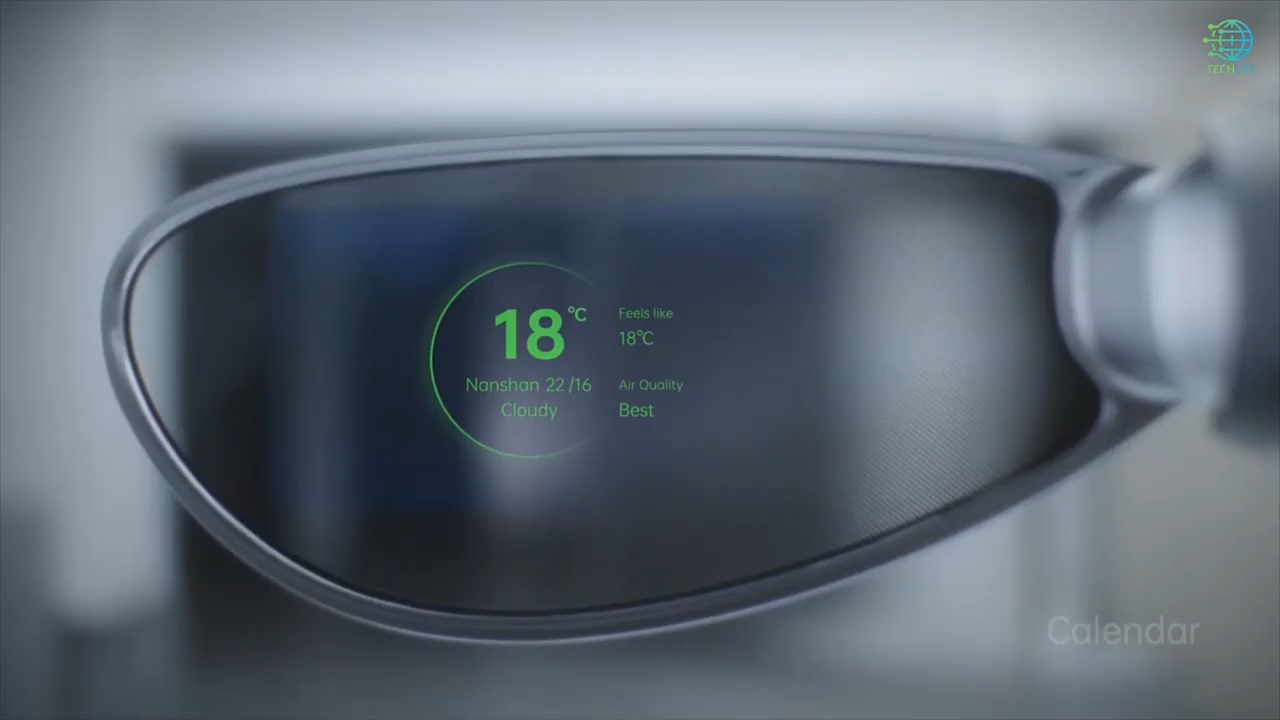 TECH
18 °C
Nanshan 22/16
Cloudy
Feels like
18°C
Air Quality
Best
Calendar